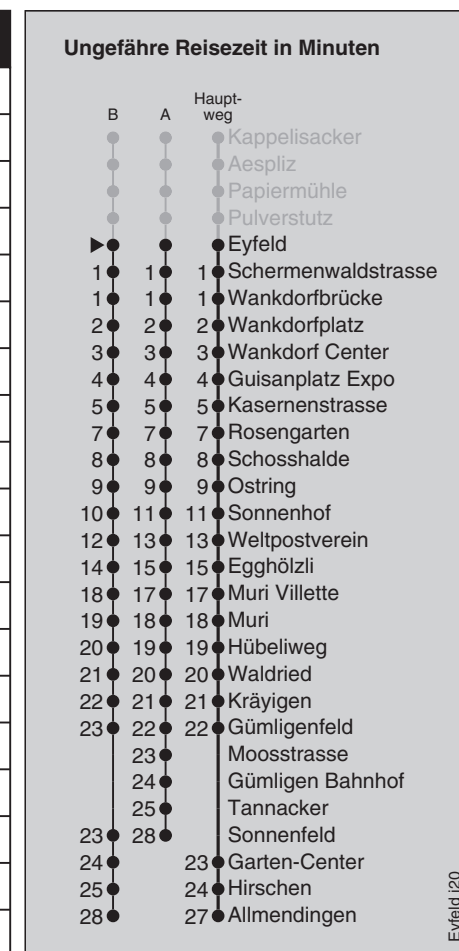 Ungefähre Reisezeit in Minuten
Haupt-
B A weg
Kappelisacker
Aespliz
Papiermühle
Pulverstutz
Eyfeld
1 1 1 Schermenwaldstrasse
1 1 1 Wankdorfbrücke
2 2 2 Wankdorfplatz
3 3 3 Wankdorf Center
4 4 4 Guisanplatz Expo
5 5 5 Kasernenstrasse
7 7 7 Rosengarten
8 8 8 Schosshalde
9 9 9 Ostring
10 11 11 Sonnenhof
12 13 13 Weltpostverein
14 15 15 Egghölzli
18 17 17 Muri Villette
19 18 18 Muri
20 19 19 Hübeliweg
21 20 20 Waldried
22 21 21 Kräyigen
23 22 22 Gümligenfeld
23 Moosstrasse
24 Gümligen Bahnhof
25 Tannacker
23 28 Sonnenfeld
24 23 Garten-Center
25 24 Hirschen
28 27 Allmendingen
Eyfeld j20